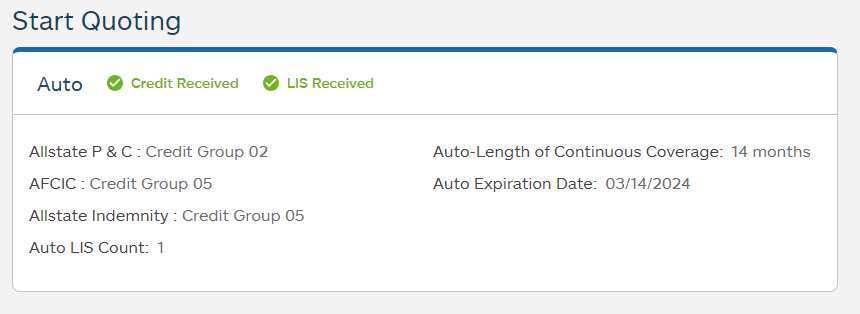 Start Quoting
Auto Credit Received LIS Received
Allstate P & C : Credit Group 02
AFCIC : Credit Group 05
Allstate Indemnity : Credit Group 05
Auto LIS Count: 1
Auto-Length of Continuous Coverage: 14 months
Auto Expiration Date: 03/14/2024